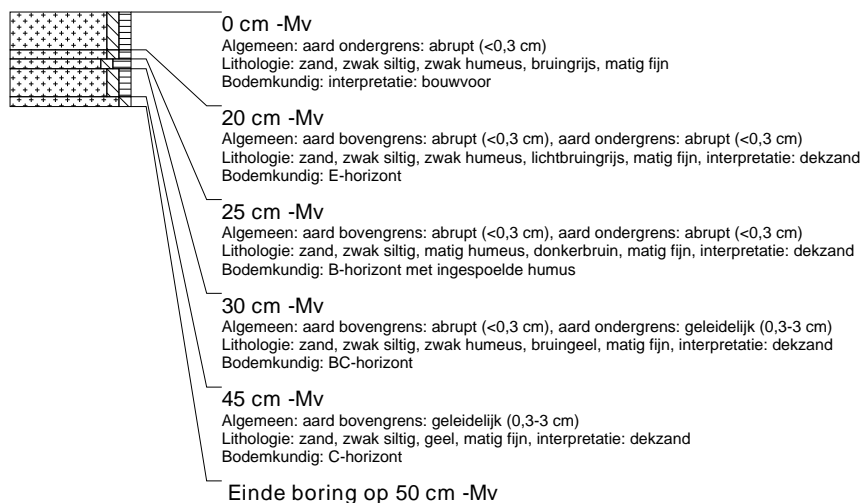 0 cm -Mv
Algemeen: aard ondergrens: abrupt (<0,3 cm)
Lithologie: zand, zwak siltig, zwak humeus, bruingrijs, matig fijn
Bodemkundig: interpretatie: bouwvoor
20 cm -Mv
Algemeen: aard bovengrens: abrupt (<0,3 cm), aard ondergrens: abrupt (<0,3 cm)
Lithologie: zand, zwak siltig, zwak humeus, lichtbruingrijs, matig fijn, interpretatie: dekzand
Bodemkundig: E-horizont
25 cm -Mv
Algemeen: aard bovengrens: abrupt (<0,3 cm), aard ondergrens: abrupt (<0,3 cm)
Lithologie: zand, zwak siltig, matig humeus, donkerbruin, matig fijn, interpretatie: dekzand
Bodemkundig: B-horizont met ingespoelde humus
30 cm -Mv
Algemeen: aard bovengrens: abrupt (<0,3 cm), aard ondergrens: geleidelijk (0,3-3 cm)
Lithologie: zand, zwak siltig, zwak humeus, bruingeel, matig fijn, interpretatie: dekzand
Bodemkundig: BC-horizont
45 cm -Mv
Algemeen: aard bovengrens: geleidelijk (0,3-3 cm)
Lithologie: zand, zwak siltig, geel, matig fijn, interpretatie: dekzand
Bodemkundig: C-horizont
Einde boring op 50 cm -Mv